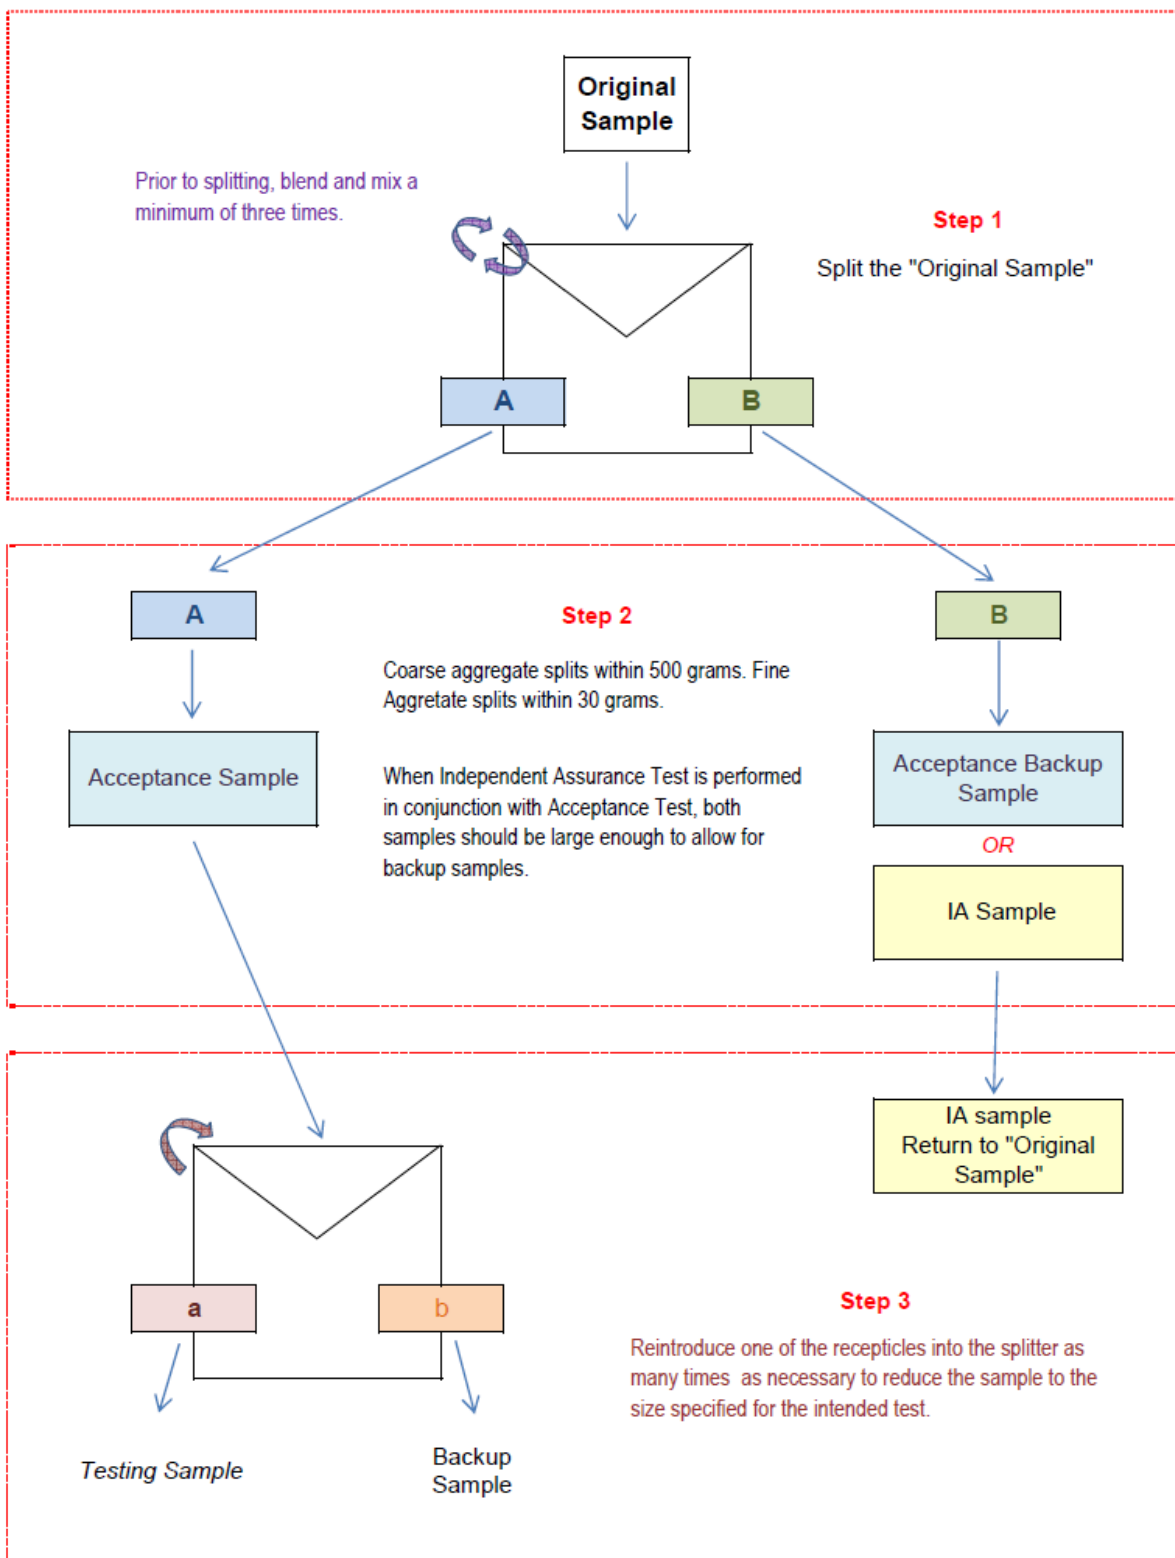 Original
Sample
Prior to splitting, blend and mix a
minimum of three times.
Step 1
Split the "Original Sample"
A
B
A
B
Step 2
Coarse aggregate splits within 500 grams. Fine
Aggretate splits within 30 grams.
Acceptance Sample
When Independent Assurance Test is performed
in conjunction with Acceptance Test, both
samples should be large enough to allow for
backup samples.
Acceptance Backup
Sample
OR
IA Sample
IA sample
Return to "Original
Sample"
a
b
Step 3
Reintroduce one of the recepticles into the splitter as
many times as necessary to reduce the sample to the
size specified for the intended test.
Testing Sample
Backup
Sample